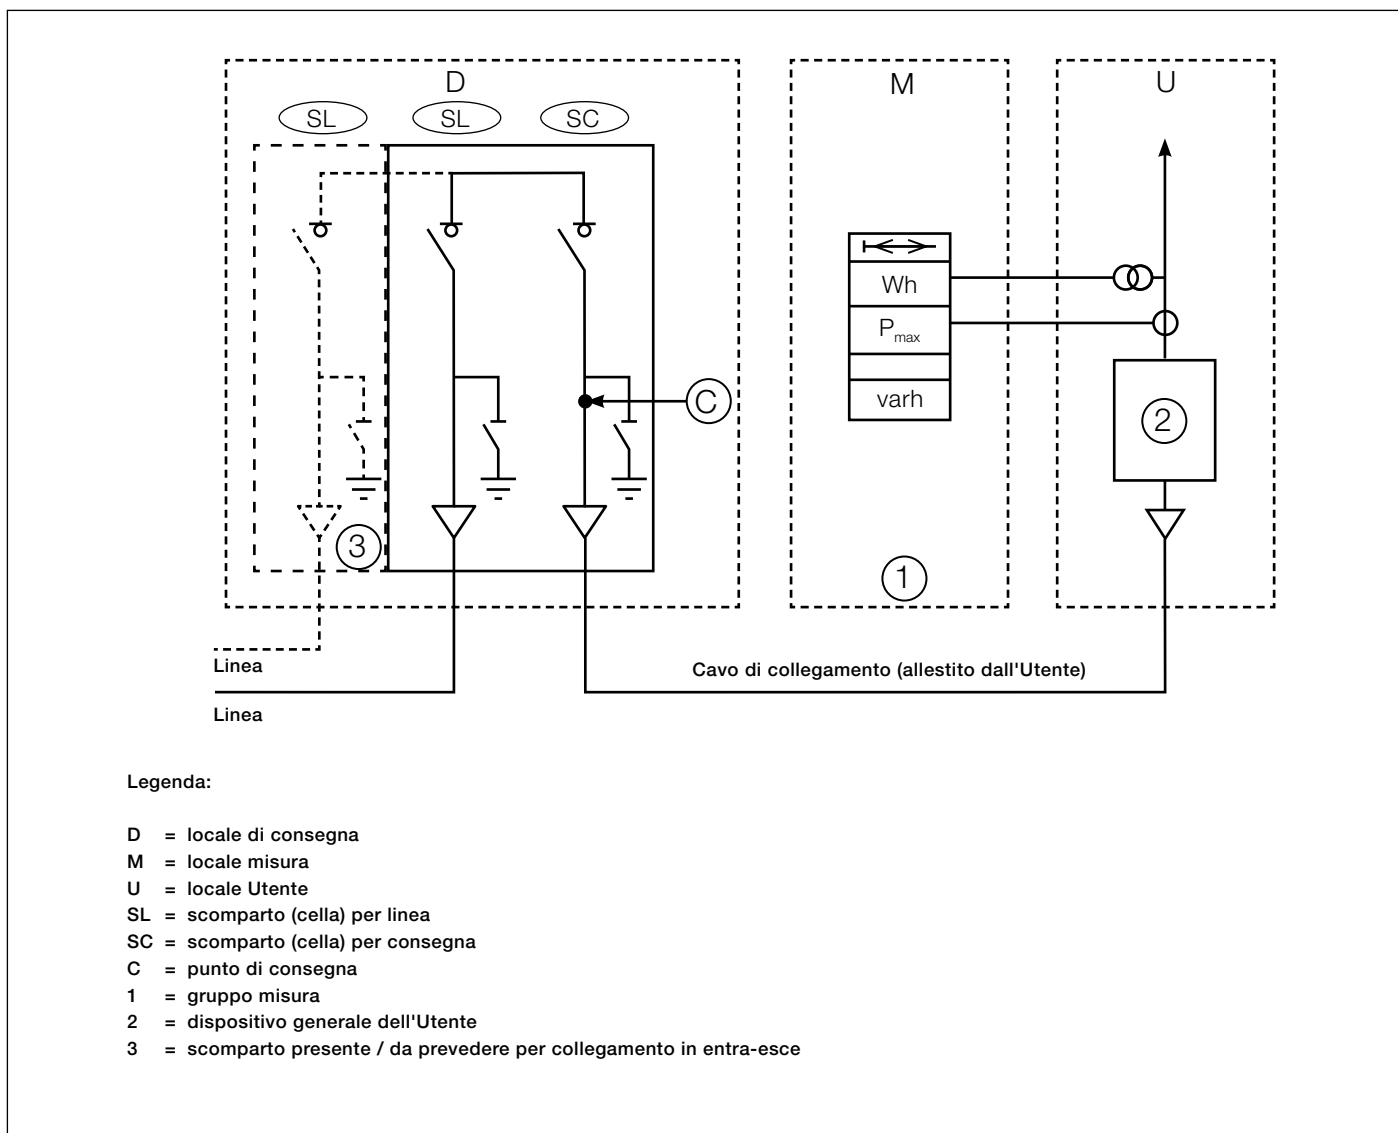 D
M
U
SL
SL
SC
Wh
Pmax
varh
C
2
3
1
Linea
Linea
Cavo di collegamento (allestito dall'Utente)
Legenda:
D = locale di consegna
M = locale misura
U = locale Utente
SL = scomparto (cella) per linea
SC = scomparto (cella) per consegna
C = punto di consegna
1 = gruppo misura
2 = dispositivo generale dell'Utente
3 = scomparto presente / da prevedere per collegamento in entra-esce